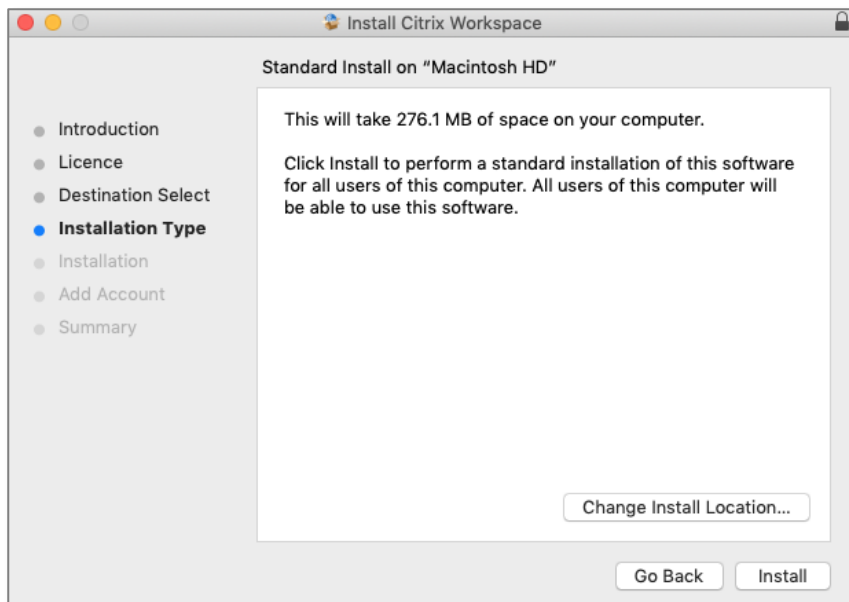 Install Citrix Workspace
Standard Install on “Macintosh HD”
Introduction
Licence
Destination Select
Installation Type
Installation
Add Account
Summary
This will take 276.1 MB of space on your computer.
Click Install to perform a standard installation of this software
for all users of this computer. All users of this computer will
be able to use this software.
Change Install Location...
Go Back
Install